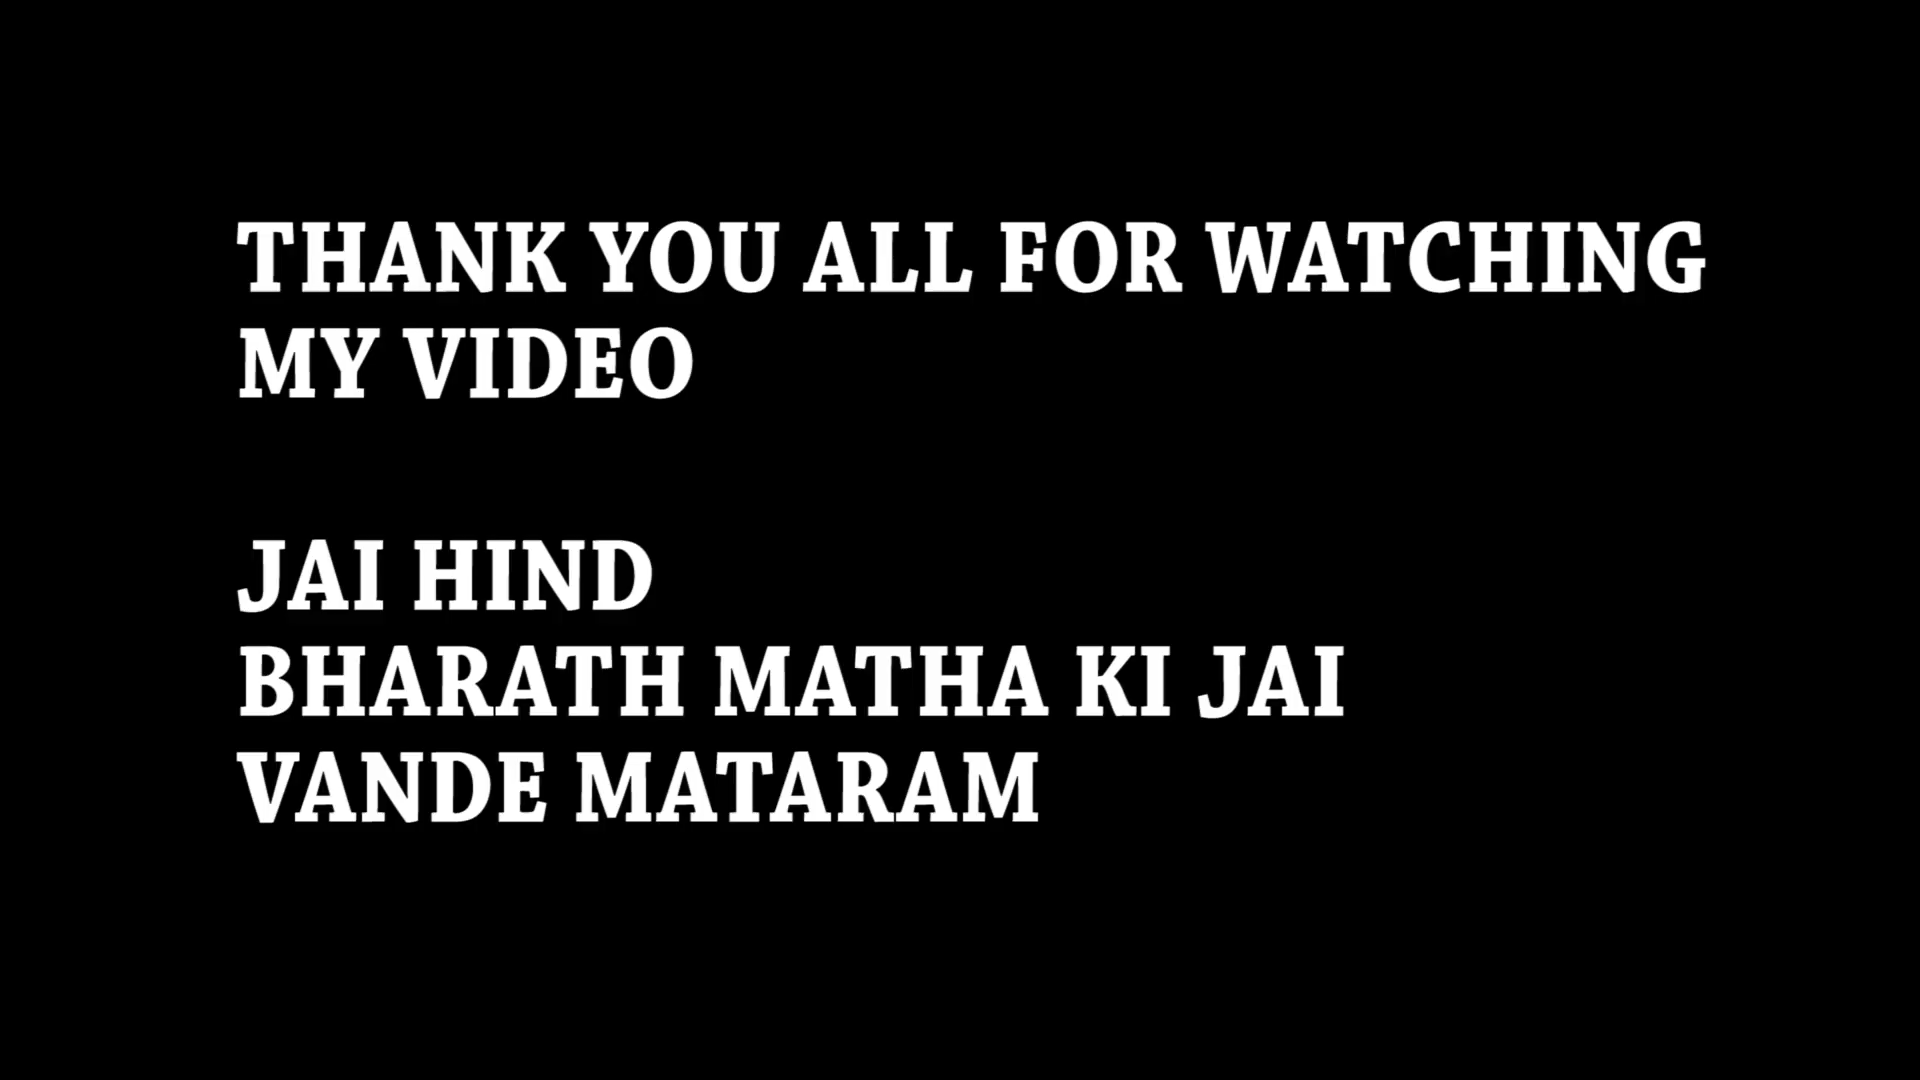 THANK YOU ALL FOR WATCHING
MY VIDEO
JAI HIND
BHARATH MATHA KI JAI
VANDE MATARAM